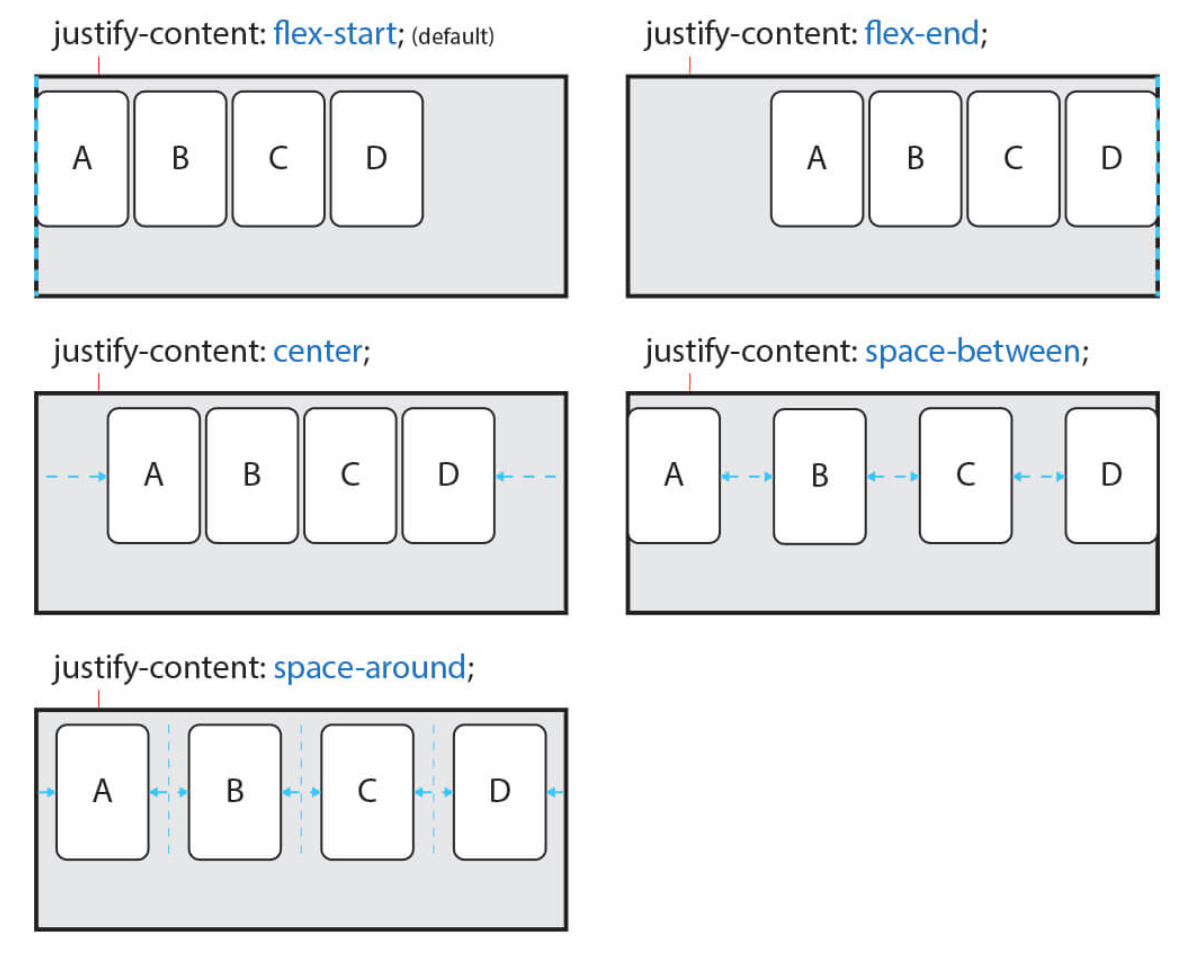 justify-content: flex-start; (default)
A B C D
justify-content: flex-end;
A B C D
justify-content: center;
A B C D
justify-content: space-between;
A B C D
justify-content: space-around;
A B C D